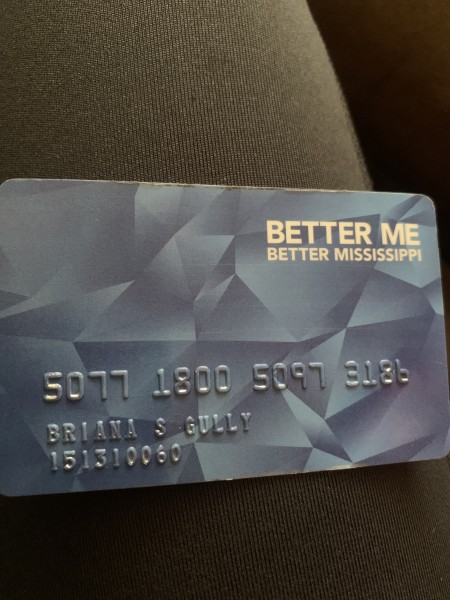 BETTER ME
BETTER MISSISSIPPI
5077 1800 5097 3186
BRIANA S GULLY
151310060